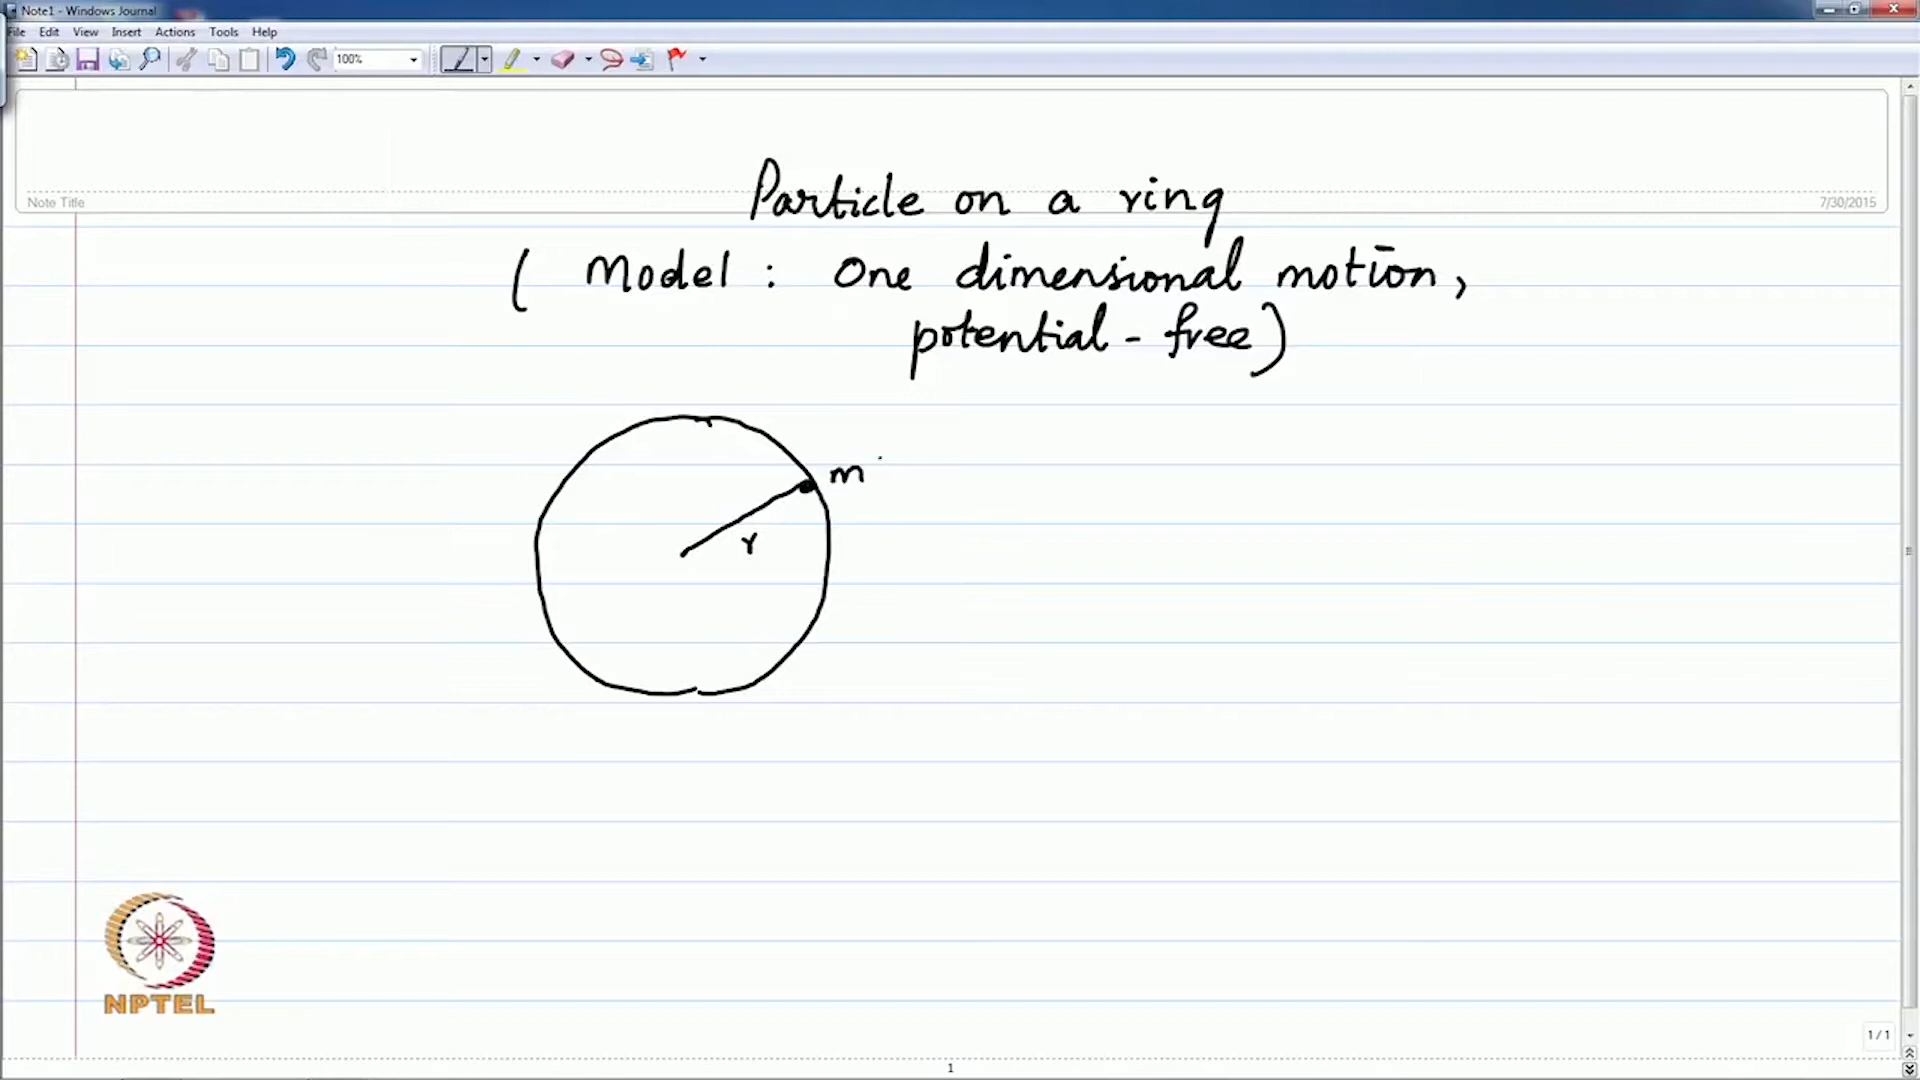 Note1 - Windows Journal
File Edit View Insert Actions Tools Help
100%
Particle on a ring
Note Title
7/30/2015
( Model : One dimensional motion,
potential - free)
m
r
NPTEL
1 / 1
1